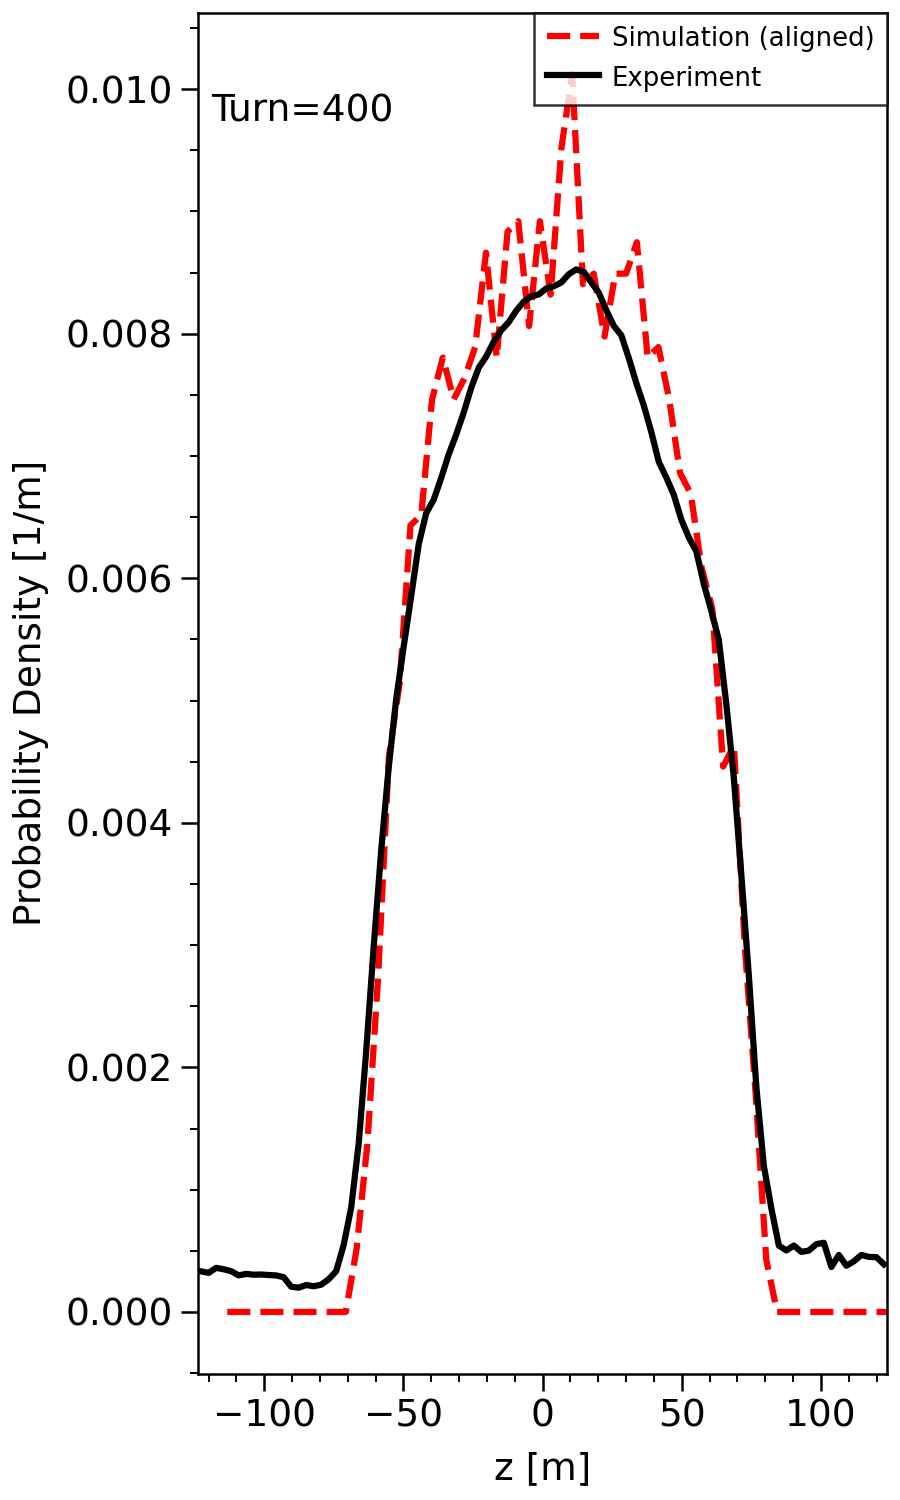 Simulation (aligned)
Experiment
Turn=400
0.010
0.008
0.006
0.004
0.002
0.000
Probability Density [1/m]
−100 −50 0 50 100
z [m]